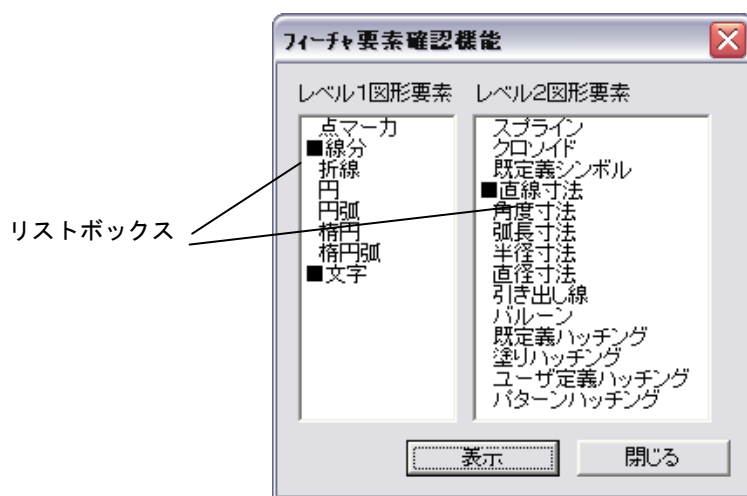 フィーチャ要素確認機能
レベル1図形要素
点マーカ
■線分
折線
円
円弧
楕円
楕円弧
■文字
レベル2図形要素
スプライン
クロソイド
既定義シンボル
■直線寸法
角度寸法
弧長寸法
半径寸法
直径寸法
引き出し線
バルーン
既定義ハッチング
塗りハッチング
ユーザ定義ハッチング
パターンハッチング
リストボックス
表示
閉じる